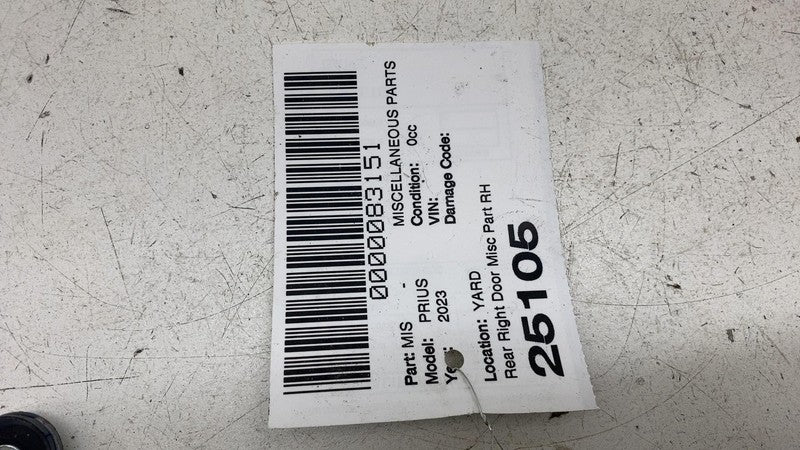 0000083151
MISCELLANEOUS PARTS
Part: MIS - Condition: 0cc
Model: PRIUS VIN:
2023 Damage Code:
Location: YARD
Rear Right Door Misc Part RH
25105